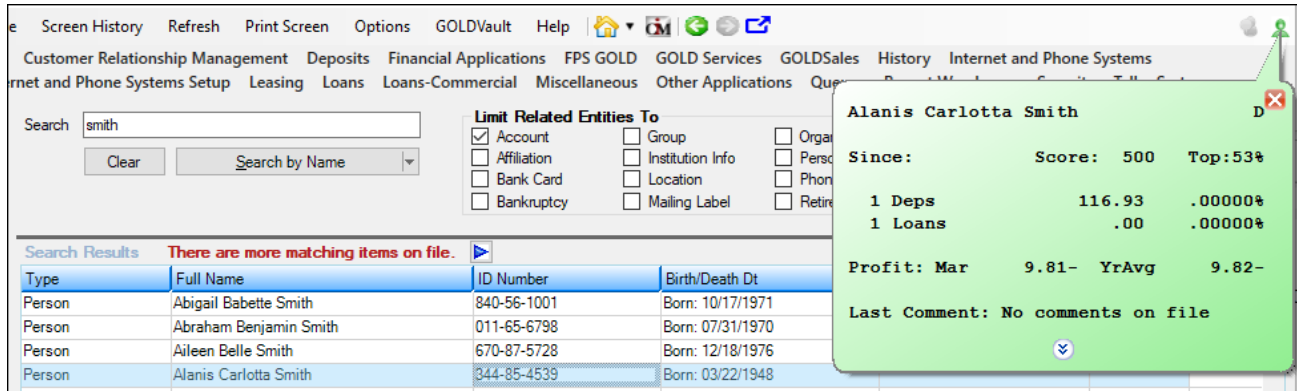 e Screen History Refresh Print Screen Options GOLDVault Help
Customer Relationship Management Deposits Financial Applications FPS GOLD GOLD Services GOLDSales History Internet and Phone Systems
rnet and Phone Systems Setup Leasing Loans Loans-Commercial Miscellaneous Other Applications
Search smith
Clear Search by Name
Limit Related Entities To
Account Group Organ
Affiliation Institution Info Perso
Bank Card Location Phon
Bankruptcy Mailing Label Retire
Alanis Carlotta Smith D
Since: Score: 500 Top:53%
1 Deps 116.93 .00000%
1 Loans .00 .00000%
Profit: Mar 9.81- YrAvg 9.82-
Last Comment: No comments on file
Search Results There are more matching items on file.
Type Full Name ID Number Birth/Death Dt
Person Abigail Babette Smith 840-56-1001 Born: 10/17/1971
Person Abraham Benjamin Smith 011-65-6798 Born: 07/31/1970
Person Aileen Belle Smith 670-87-5728 Born: 12/18/1976
Person Alanis Carlotta Smith 344-85-4539 Born: 03/22/1948